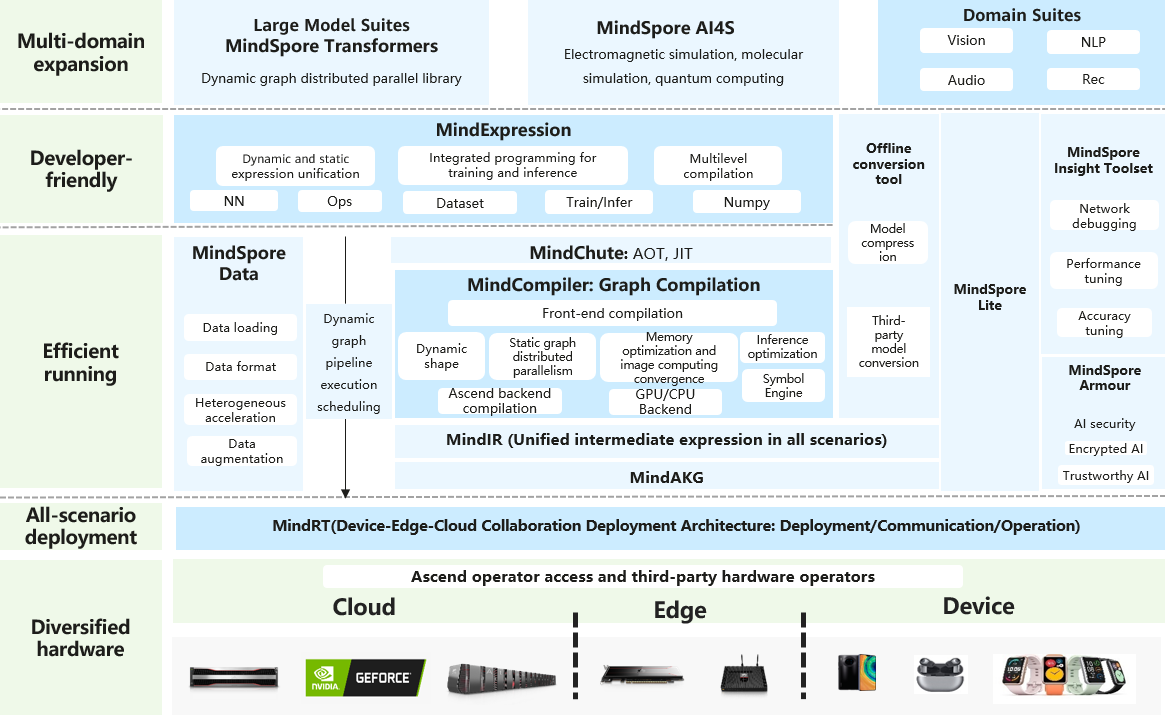 Multi-domain
expansion
Large Model Suites
MindSpore Transformers
Dynamic graph distributed parallel library
MindSpore AI4S
Electromagnetic simulation, molecular
simulation, quantum computing
Domain Suites
Vision
NLP
Audio
Rec
Developer-
friendly
MindExpression
Dynamic and static
expression unification
Integrated programming for
training and inference
Multilevel
compilation
NN
Ops
Dataset
Train/Infer
Numpy
Offline
conversion
tool
Model
compress
ion
Third-
party
model
conversion
MindSpore
Lite
MindSpore
Insight Toolset
Network
debugging
Performance
tuning
Accuracy
tuning
MindSpore
Armour
AI security
Encrypted AI
Trustworthy AI
Efficient
running
MindSpore
Data
Data loading
Data format
Heterogeneous
acceleration
Data
augmentation
Dynamic
graph
pipeline
execution
scheduling
MindChute: AOT, JIT
MindCompiler: Graph Compilation
Front-end compilation
Dynamic
shape
Static graph
distributed
parallelism
Memory
optimization and
image computing
convergence
Inference
optimization
Symbol
Engine
Ascend backend
compilation
GPU/CPU
Backend
MindIR (Unified intermediate expression in all scenarios)
MindAKG
All-scenario
deployment
MindRT(Device-Edge-Cloud Collaboration Deployment Architecture: Deployment/Communication/Operation)
Diversified
hardware
Ascend operator access and third-party hardware operators
Cloud
Edge
Device
NVIDIA
GEFORCE